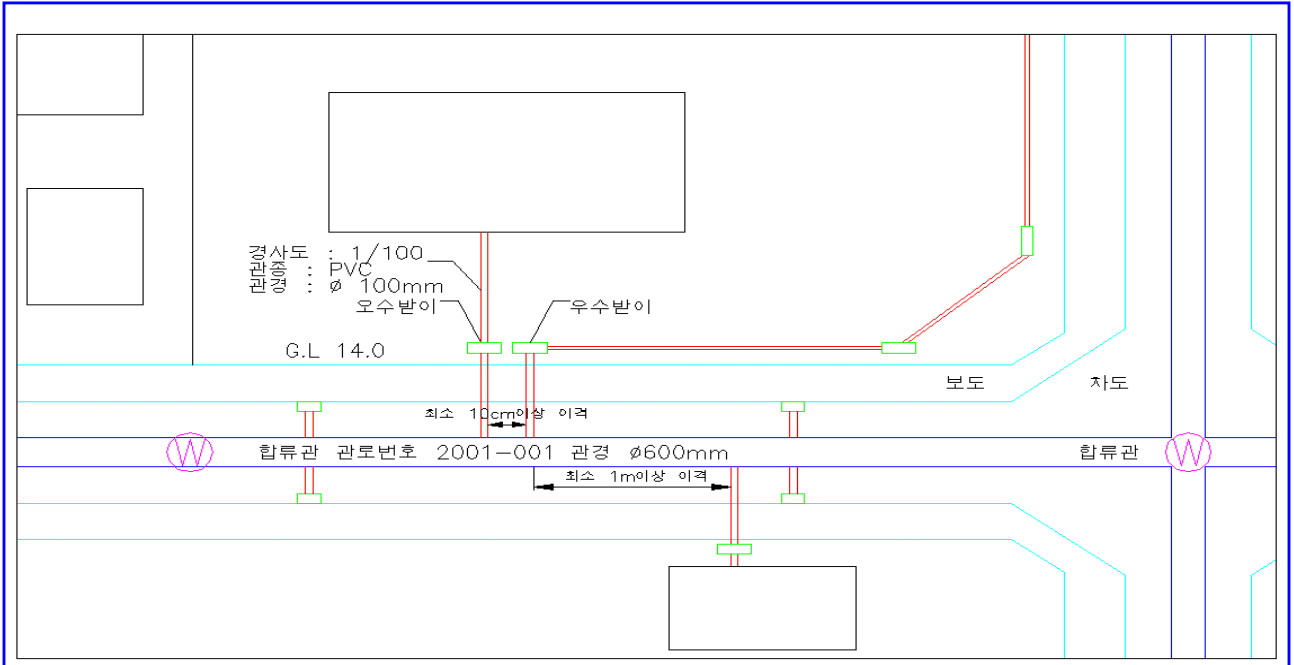 경사도 : 1/100
관종 : PVC
관경 : Ø 100mm
오수받이
우수받이
G.L 14.0
보도
차도
최소 10cm이상 이격
W
합류관 관로번호 2001-001 관경 Ø600mm
합류관
W
최소 1m이상 이격